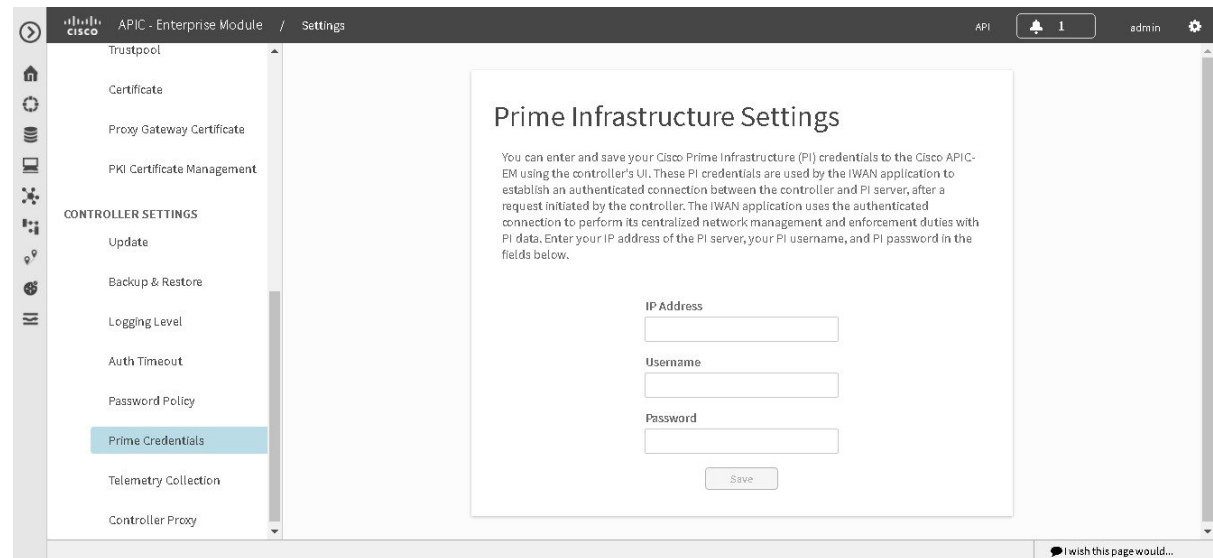 CISCO APIC - Enterprise Module / Settings API 1 admin
Trustpool
Certificate
Proxy Gateway Certificate
PKI Certificate Management
CONTROLLER SETTINGS
Update
Backup & Restore
Logging Level
Auth Timeout
Password Policy
Prime Credentials
Telemetry Collection
Controller Proxy
Prime Infrastructure Settings
You can enter and save your Cisco Prime Infrastructure (PI) credentials to the Cisco APIC-
EM using the controller's UI. These PI credentials are used by the IWAN application to
establish an authenticated connection between the controller and PI server, after a
request initiated by the controller. The IWAN application uses the authenticated
connection to perform its centralized network management and enforcement duties with
PI data. Enter your IP address of the PI server, your PI username, and PI password in the
fields below.
IP Address
Username
Password
Save
I wish this page would...